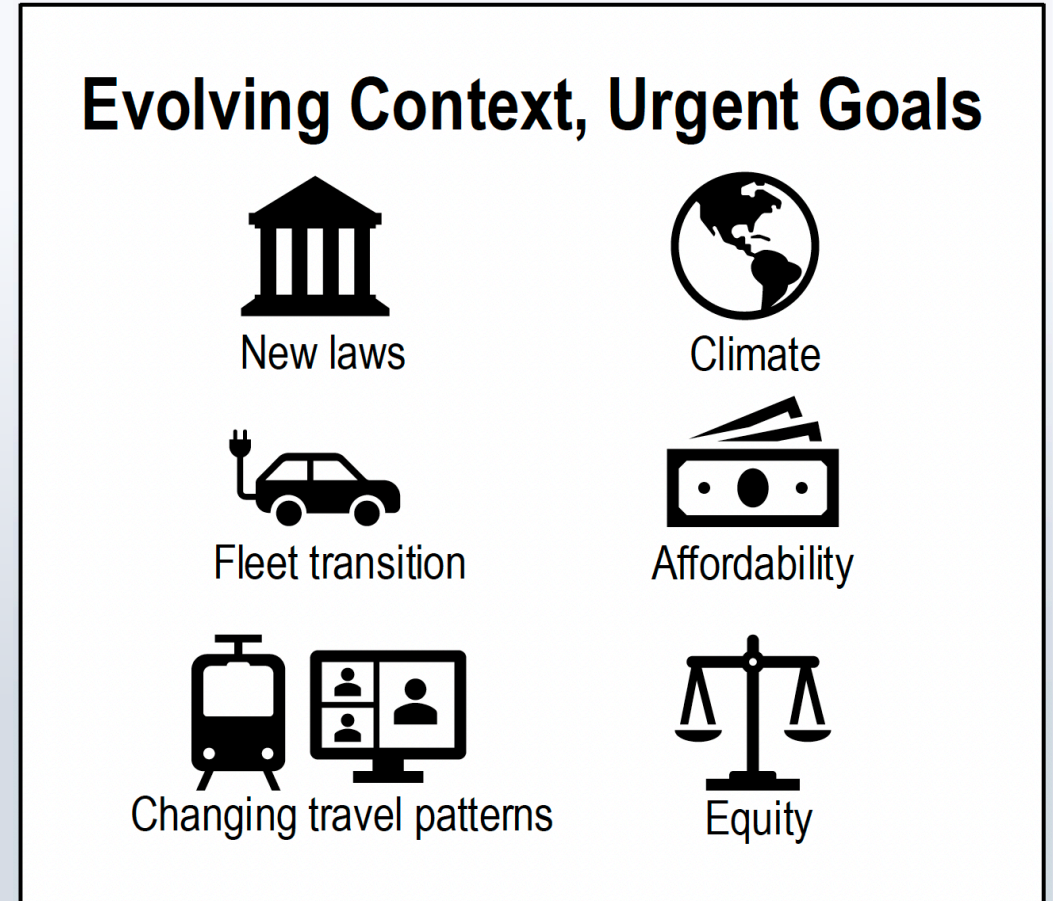 Evolving Context, Urgent Goals
New laws
Climate
Fleet transition
Affordability
Changing travel patterns
Equity